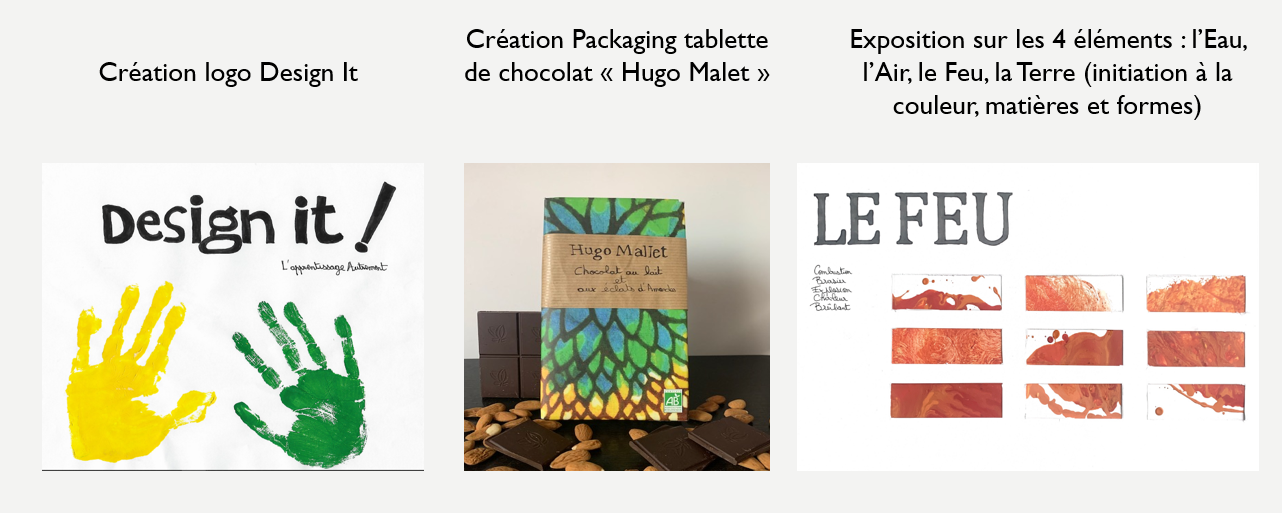 Création logo Design It
Création Packaging tablette
de chocolat « Hugo Malet »
Exposition sur les 4 éléments : l’Eau,
l’Air, le Feu, la Terre (initiation à la
couleur, matières et formes)
Design it !
L'apprentissage Autrement
Hugo Mallet
Chocolat au lait
et
aux éclats d'Amandes
AB
LE FEU
Combustion
Brasier
Explosion
Chaleur
Brûlant